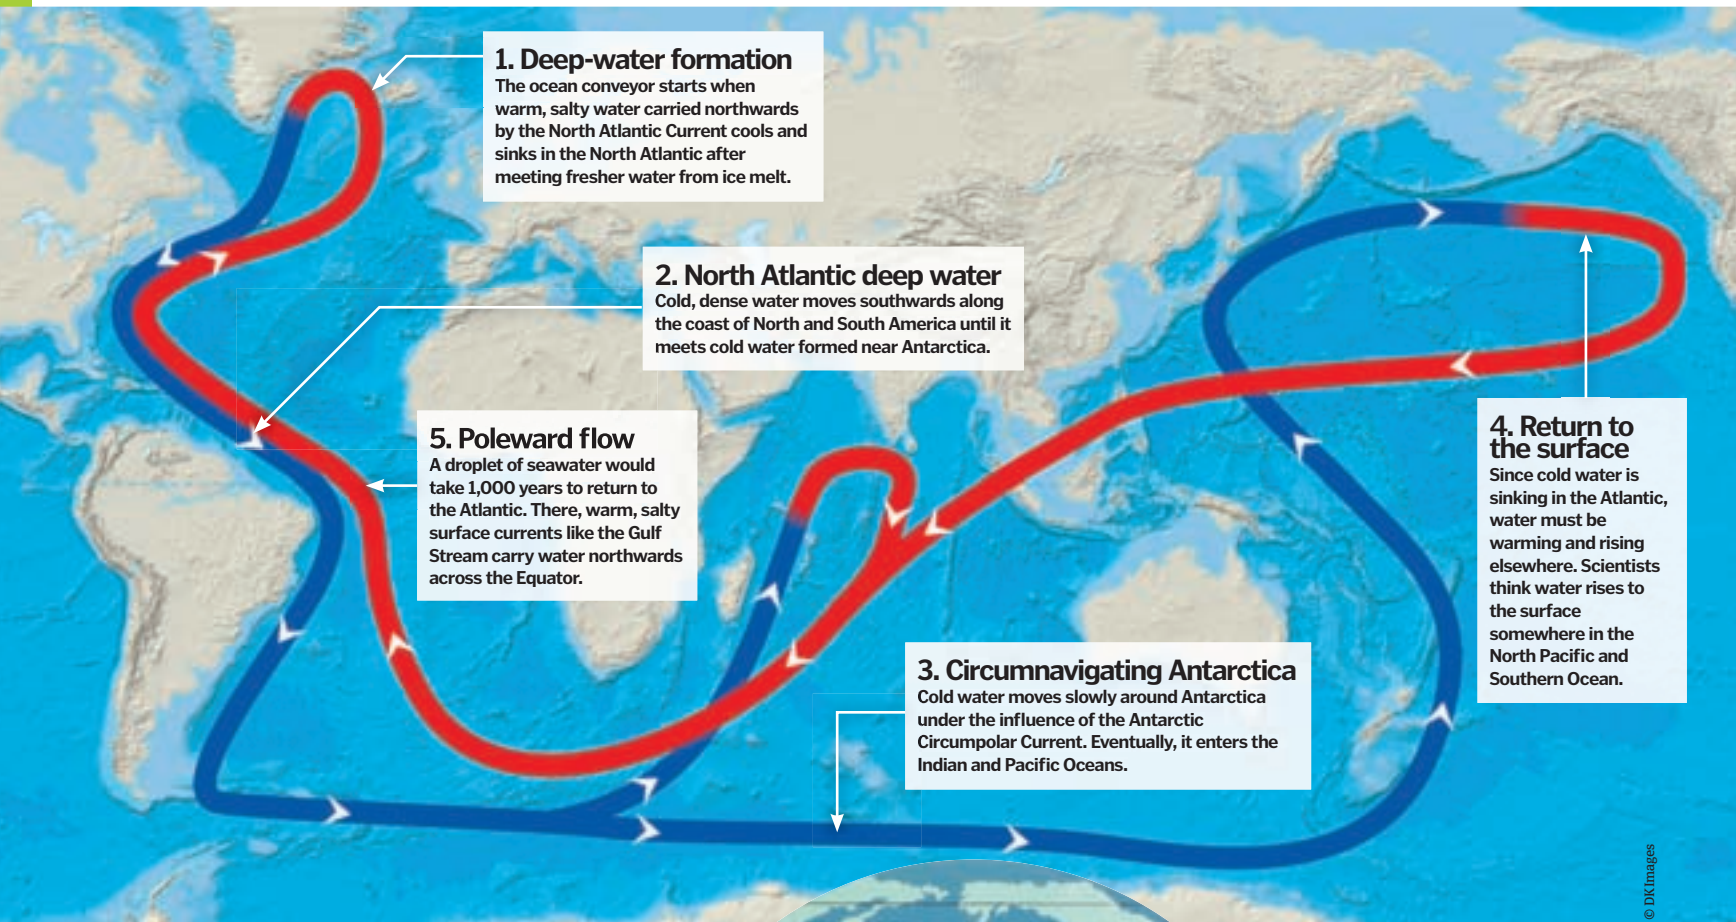 1. Deep-water formation
The ocean conveyor starts when
warm, salty water carried northwards
by the North Atlantic Current cools and
sinks in the North Atlantic after
meeting fresher water from ice melt.
2. North Atlantic deep water
Cold, dense water moves southwards along
the coast of North and South America until it
meets cold water formed near Antarctica.
5. Poleward flow
A droplet of seawater would
take 1,000 years to return to
the Atlantic. There, warm, salty
surface currents like the Gulf
Stream carry water northwards
across the Equator.
3. Circumnavigating Antarctica
Cold water moves slowly around Antarctica
under the influence of the Antarctic
Circumpolar Current. Eventually, it enters the
Indian and Pacific Oceans.
4. Return to
the surface
Since cold water is
sinking in the Atlantic,
water must be
warming and rising
elsewhere. Scientists
think water rises to
the surface
somewhere in the
North Pacific and
Southern Ocean.
© DK Images